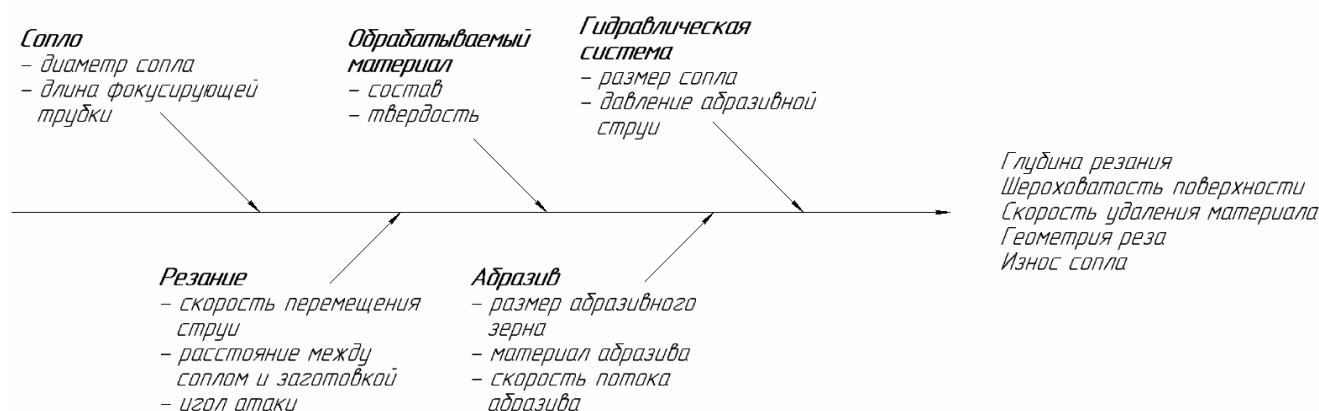 Сопло
– диаметр сопла
– длина фокусирующей
трубки
Обрабатываемый
материал
– состав
– твердость
Гидравлическая
система
– размер сопла
– давление абразивной
струи
Глубина резания
Шероховатость поверхности
Скорость удаления материала
Геометрия реза
Износ сопла
Резание
– скорость перемещения
струи
– расстояние между
соплом и заготовкой
– угол атаки
Абразив
– размер абразивного
зерна
– материал абразива
– скорость потока
абразива